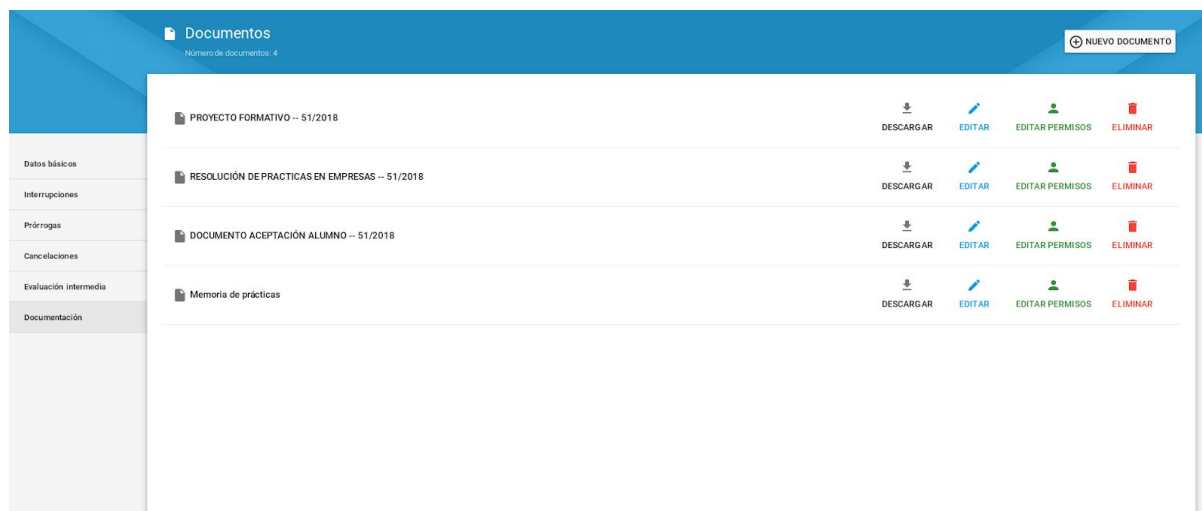 Documentos
Número de documentos: 4
NUEVO DOCUMENTO
Datos básicos
Interrupciones
Prórrogas
Cancelaciones
Evaluación intermedia
Documentación
PROYECTO FORMATIVO -- 51/2018
DESCARGAR EDITAR EDITAR PERMISOS ELIMINAR
RESOLUCIÓN DE PRACTICAS EN EMPRESAS -- 51/2018
DESCARGAR EDITAR EDITAR PERMISOS ELIMINAR
DOCUMENTO ACEPTACIÓN ALUMNO -- 51/2018
DESCARGAR EDITAR EDITAR PERMISOS ELIMINAR
Memoria de prácticas
DESCARGAR EDITAR EDITAR PERMISOS ELIMINAR